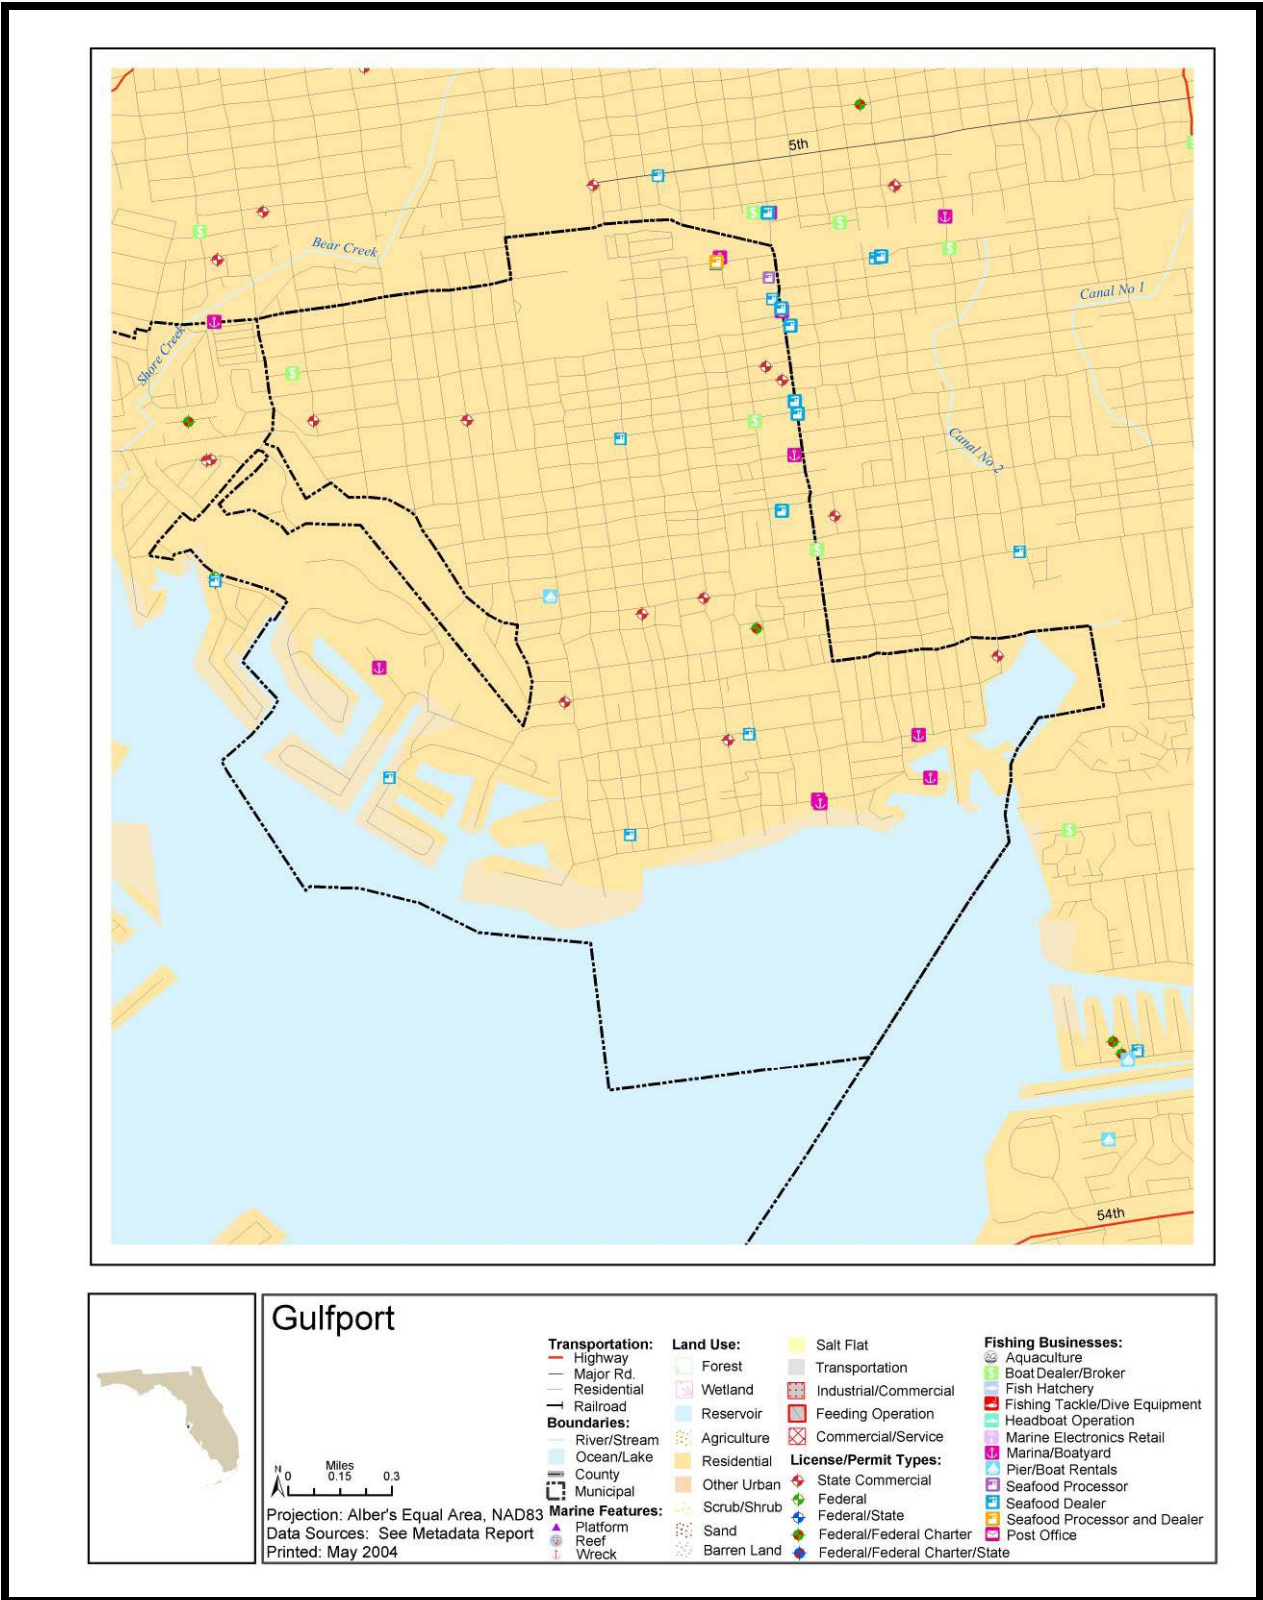 5th
Bear Creek
Canal No 1
Shore Creek
Canal No 2
54th
Gulfport
N
Miles
0 0.15 0.3
Projection: Alber's Equal Area, NAD83
Data Sources: See Metadata Report
Printed: May 2004
Transportation:
Highway
Major Rd.
Residential
Railroad
Boundaries:
River/Stream
Ocean/Lake
County
Municipal
Marine Features:
Platform
Reef
Wreck
Land Use:
Forest
Wetland
Reservoir
Agriculture
Residential
Other Urban
Scrub/Shrub
Sand
Barren Land
Salt Flat
Transportation
Industrial/Commercial
Feeding Operation
Commercial/Service
License/Permit Types:
State Commercial
Federal
Federal/State
Federal/Federal Charter
Federal/Federal Charter/State
Fishing Businesses:
Aquaculture
Boat Dealer/Broker
Fish Hatchery
Fishing Tackle/Dive Equipment
Headboat Operation
Marine Electronics Retail
Marina/Boatyard
Pier/Boat Rentals
Seafood Processor
Seafood Dealer
Seafood Processor and Dealer
Post Office